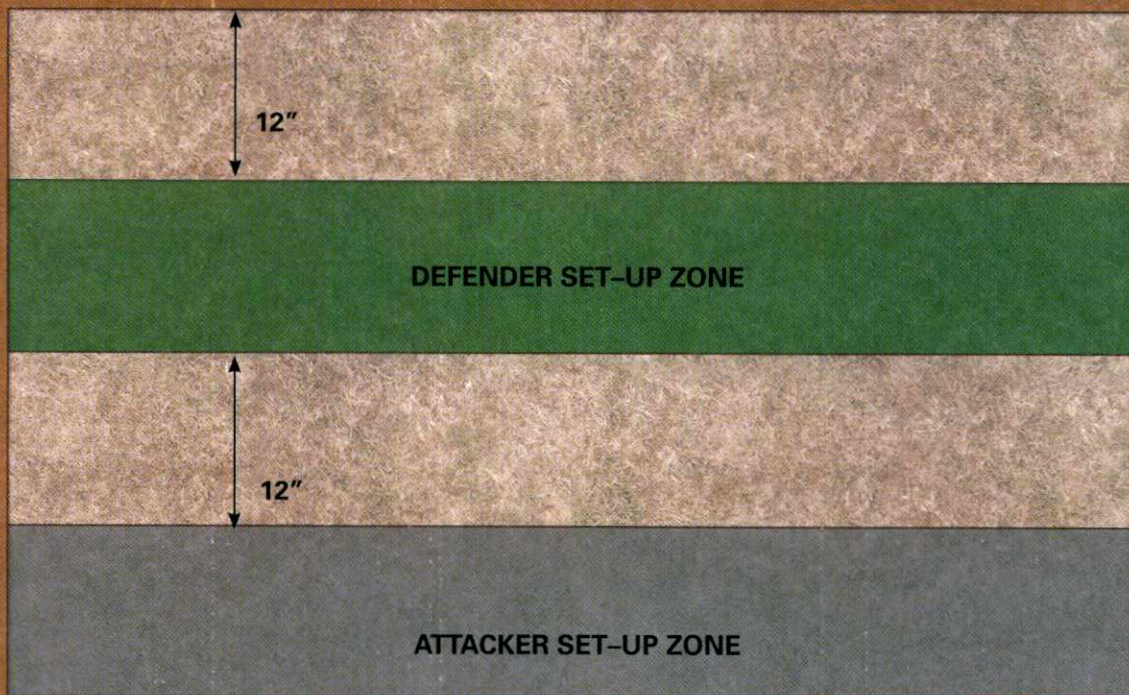 12”
DEFENDER SET–UP ZONE
12”
ATTACKER SET–UP ZONE